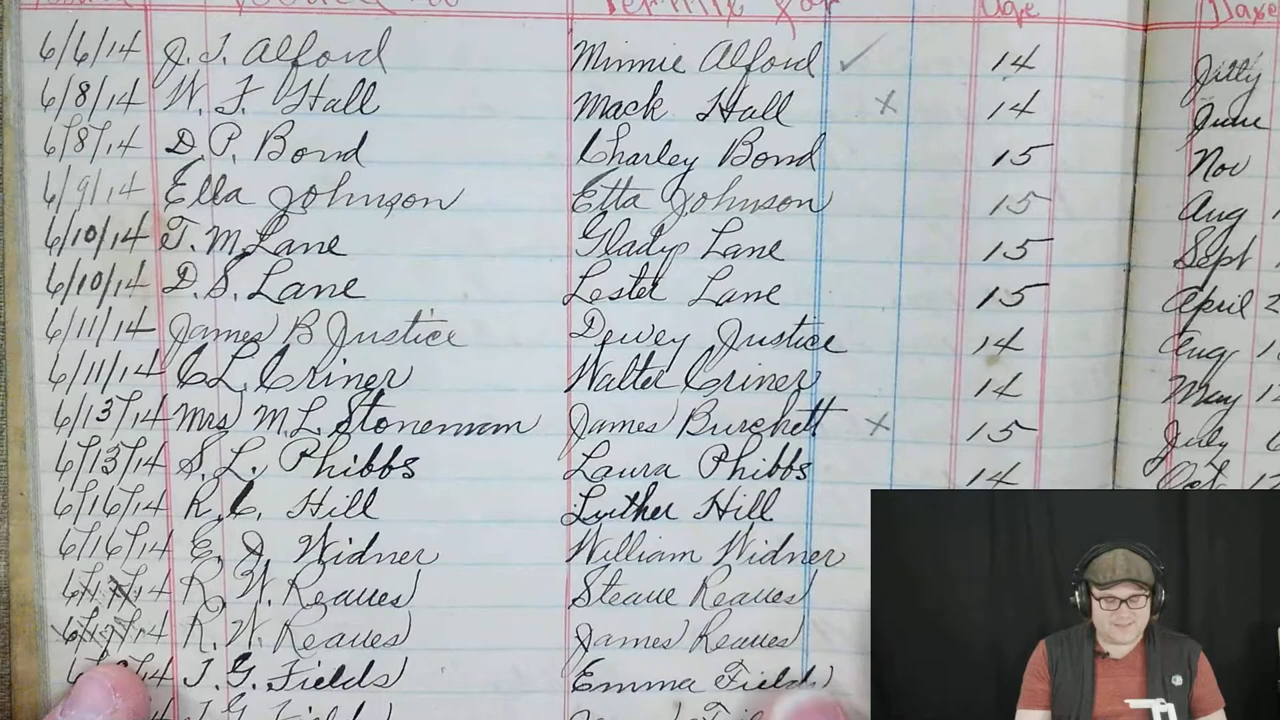 Age
6/6/14 J. T. Alford Minnie Alford ✓ 14 July
6/8/14 W. F. Hall Mack Hall x 14 June
6/8/14 D. P. Bond Charley Bond 15 Nov
6/9/14 Ella Johnson Etta Johnson 15 Aug
6/10/14 T. M. Lane Gladys Lane 15 Sept
6/10/14 D. S. Lane Lester Lane 15 April 2
6/11/14 James B Justice Dewey Justice 14 Aug
6/11/14 C L. Criner Walter Criner 14 May 1
6/13/14 Mrs M. L. Stoneman James Burchett x 15 July 6
6/13/14 S. L. Phibbs Laura Phibbs 14 Oct
6/16/14 R. C. Hill Luther Hill
6/16/14 E. J. Widner William Widner
R. W. Reaves Steave Reaves
R. W. Reaves James Reaves
J. G. Fields Emma Fields